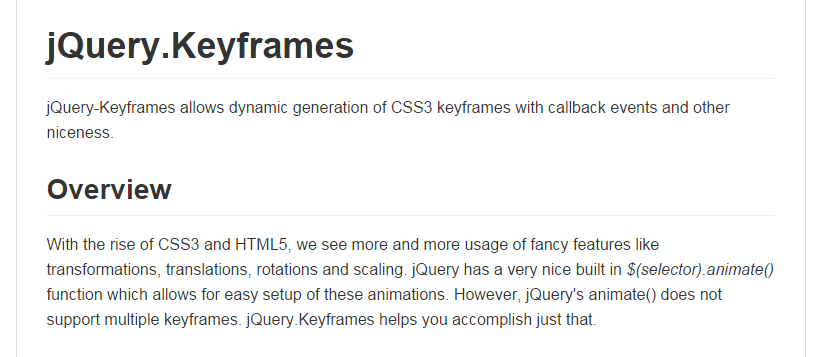 jQuery.Keyframes
jQuery-Keyframes allows dynamic generation of CSS3 keyframes with callback events and other
niceness.
Overview
With the rise of CSS3 and HTML5, we see more and more usage of fancy features like
transformations, translations, rotations and scaling. jQuery has a very nice built in $(selector).animate()
function which allows for easy setup of these animations. However, jQuery's animate() does not
support multiple keyframes. jQuery.Keyframes helps you accomplish just that.